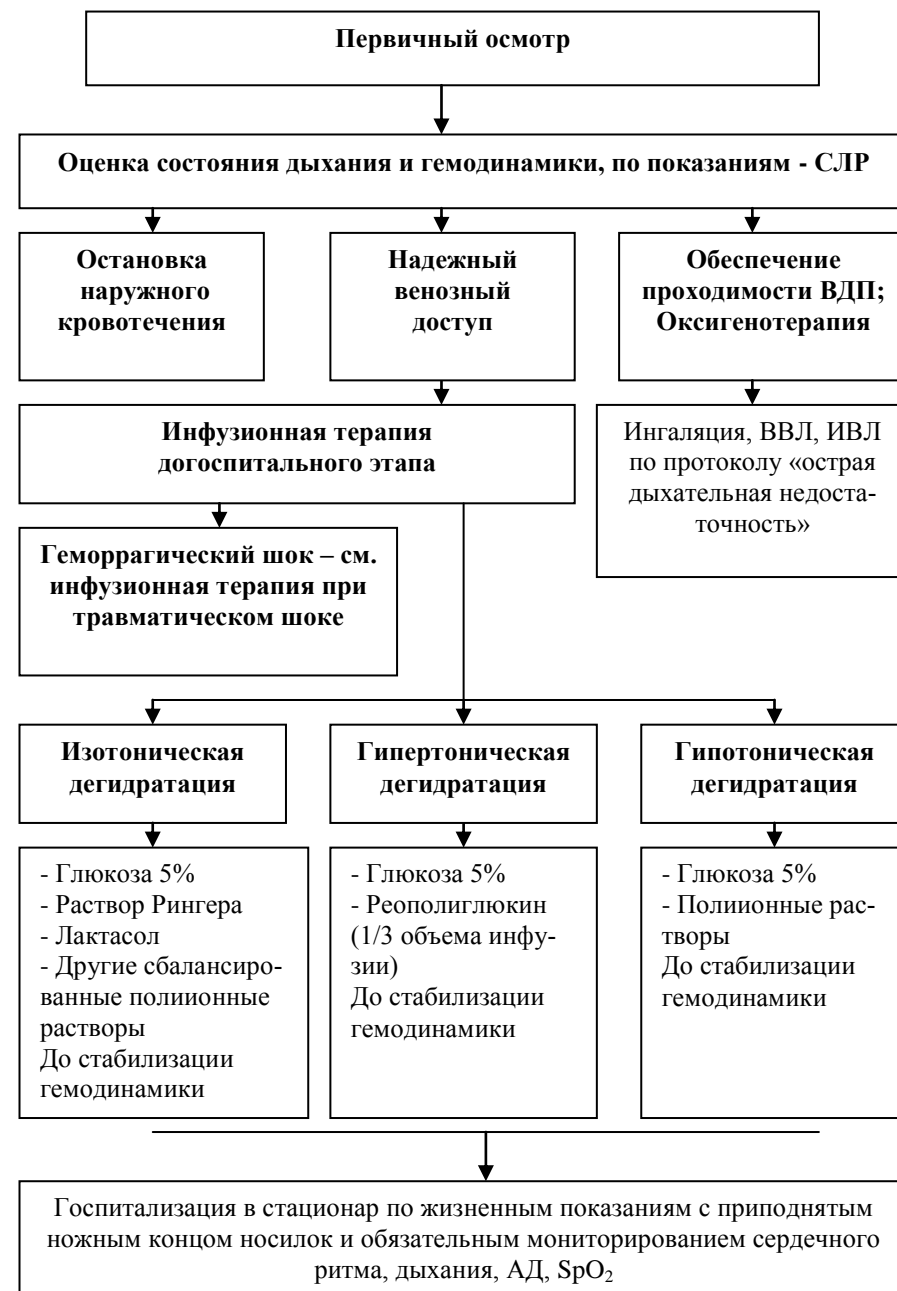 Первичный осмотр
Оценка состояния дыхания и гемодинамики, по показаниям - СЛР
Остановка
наружного
кровотечения
Надежный
венозный
доступ
Обеспечение
проходимости ВДП;
Оксигенотерапия
Инфузионная терапия
догоспитального этапа
Ингаляция, ВВЛ, ИВЛ
по протоколу «острая
дыхательная недоста-
точность»
Геморрагический шок – см.
инфузионная терапия при
травматическом шоке
Изотоническая
дегидратация
Гипертоническая
дегидратация
Гипотоническая
дегидратация
- Глюкоза 5%
- Раствор Рингера
- Лактасол
- Другие сбалансиро-
ванные полиионные
растворы
До стабилизации
гемодинамики
- Глюкоза 5%
- Реополиглюкин
(1/3 объема инфу-
зии)
До стабилизации
гемодинамики
- Глюкоза 5%
- Полиионные рас-
творы
До стабилизации
гемодинамики
Госпитализация в стационар по жизненным показаниям с приподнятым
ножным концом носилок и обязательным мониторированием сердечного
ритма, дыхания, АД, SpO₂